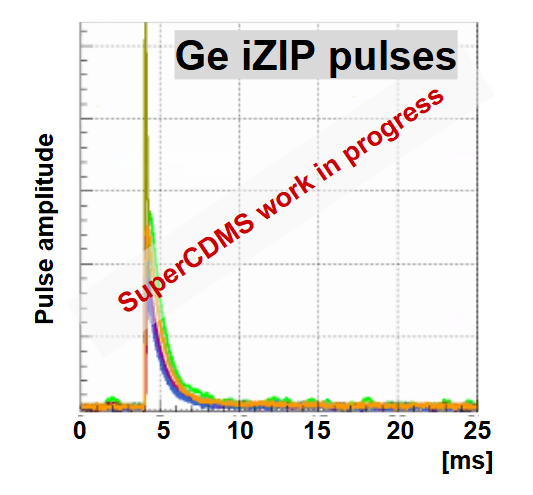 Ge iZIP pulses
SuperCDMS work in progress
Pulse amplitude
0 5 10 15 20 25
[ms]